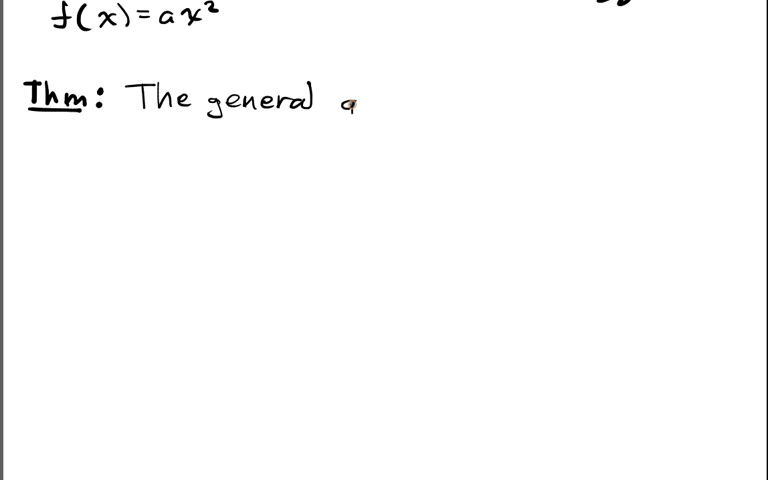 f(x) = ax²
Thm: The general